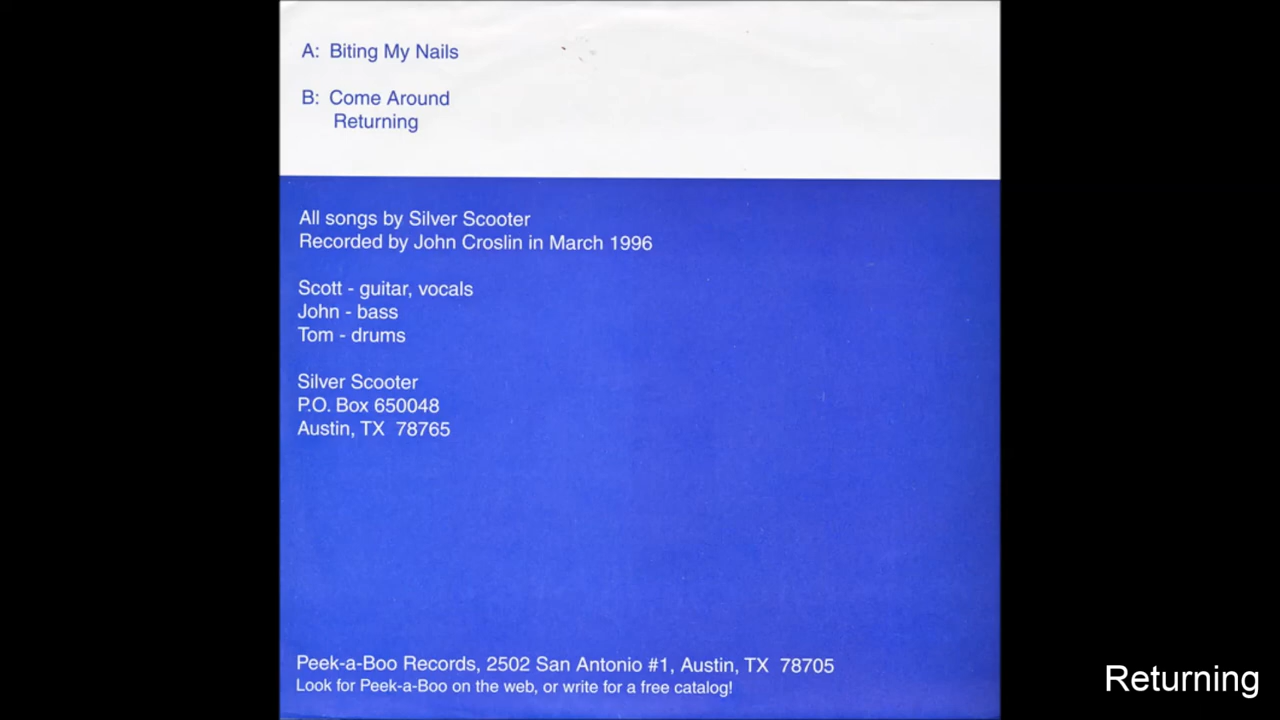 A: Biting My Nails
B: Come Around
Returning
All songs by Silver Scooter
Recorded by John Croslin in March 1996
Scott - guitar, vocals
John - bass
Tom - drums
Silver Scooter
P.O. Box 650048
Austin, TX 78765
Peek-a-Boo Records, 2502 San Antonio #1, Austin, TX 78705
Look for Peek-a-Boo on the web, or write for a free catalog!
Returning